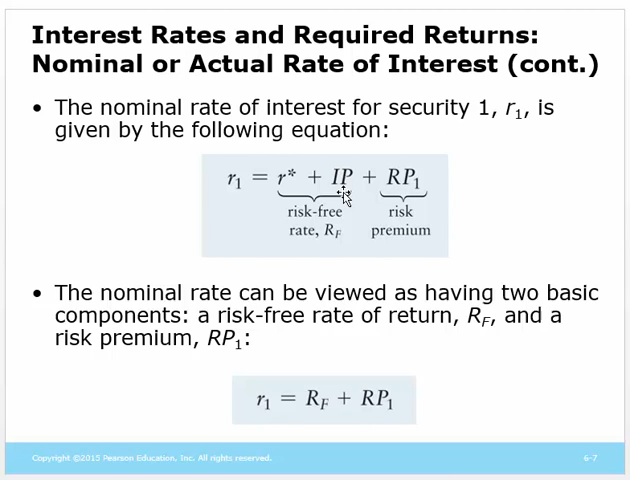 Interest Rates and Required Returns:
Nominal or Actual Rate of Interest (cont.)
• The nominal rate of interest for security 1, r₁, is
given by the following equation:
r₁ = r* + IP + RP₁
risk-free risk
rate, R_F premium
• The nominal rate can be viewed as having two basic
components: a risk-free rate of return, R_F, and a
risk premium, RP₁:
r₁ = R_F + RP₁
Copyright ©2015 Pearson Education, Inc. All rights reserved. 6-7